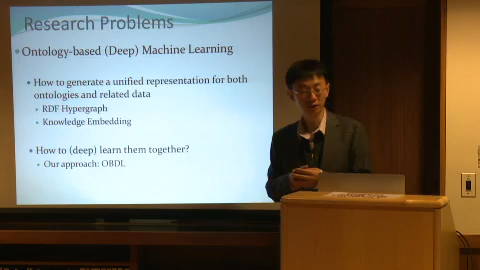 Research Problems
Ontology-based (Deep) Machine Learning
How to generate a unified representation for both
ontologies and related data
RDF Hypergraph
Knowledge Embedding
How to (deep) learn them together?
Our approach: OBDL